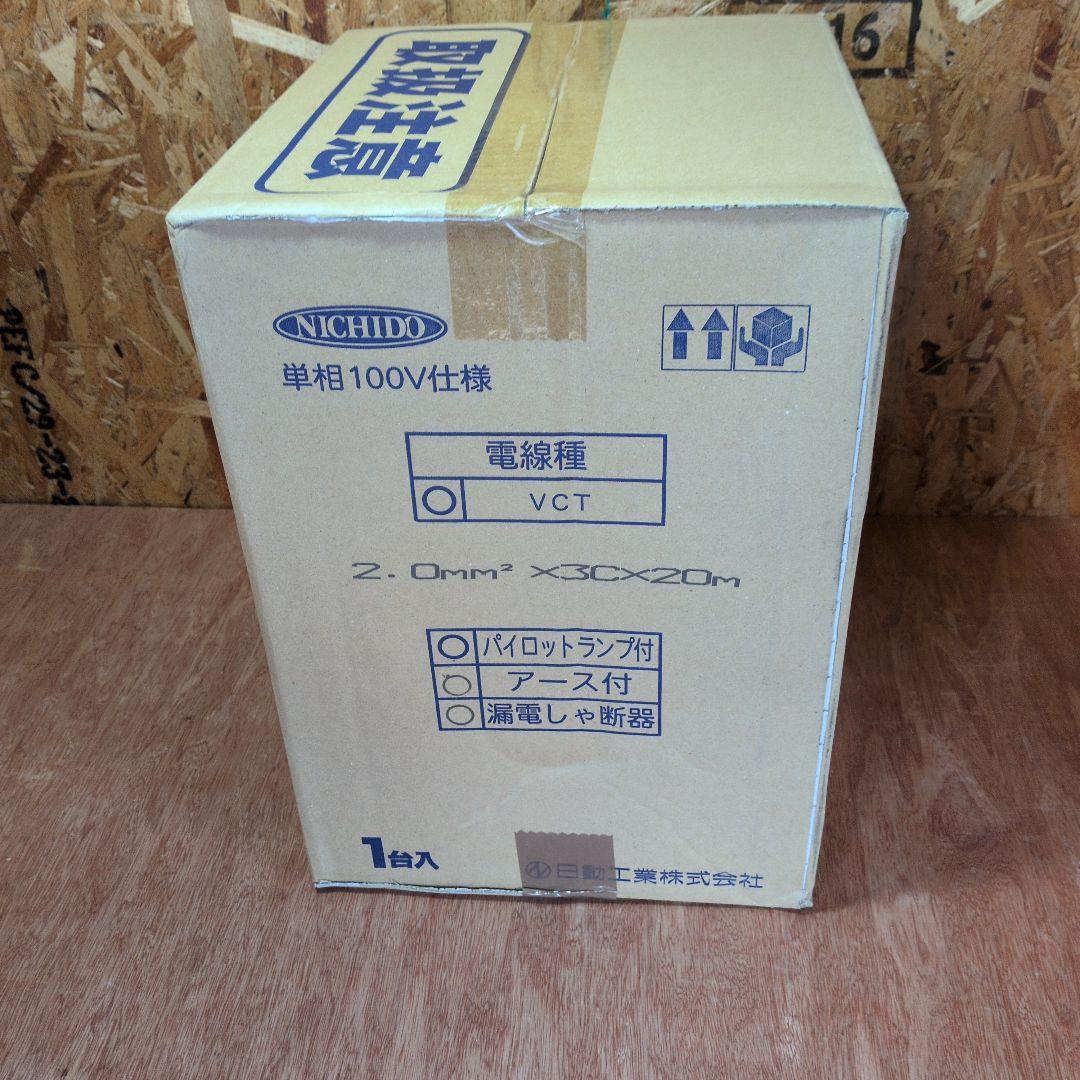 取扱注意
16
NICHIDO
単相100V仕様
電線種
○ VCT
2.0mm² ×3C×20m
○ パイロットランプ付
○ アース付
○ 漏電しゃ断器
1台入
日動工業株式会社